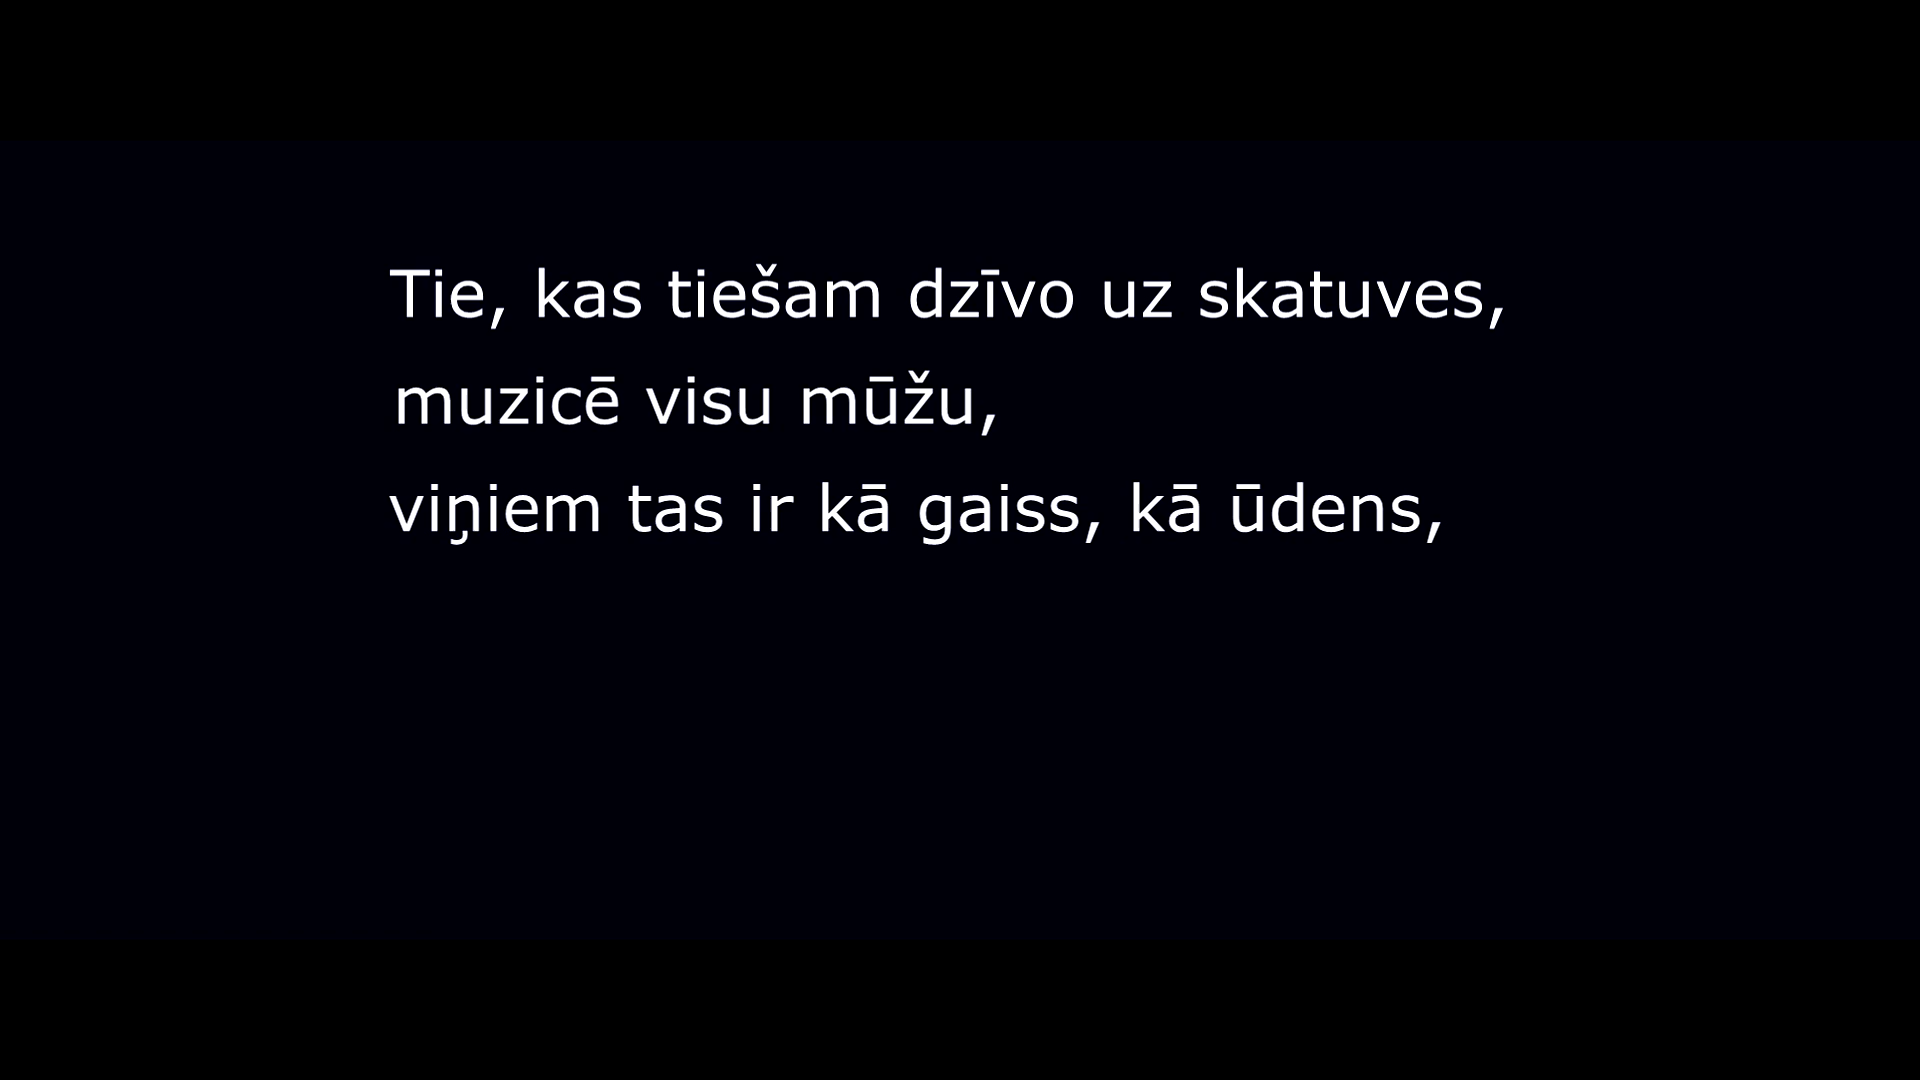 Tie, kas tiešam dzīvo uz skatuves,
muzicē visu mūžu,
viņiem tas ir kā gaiss, kā ūdens,